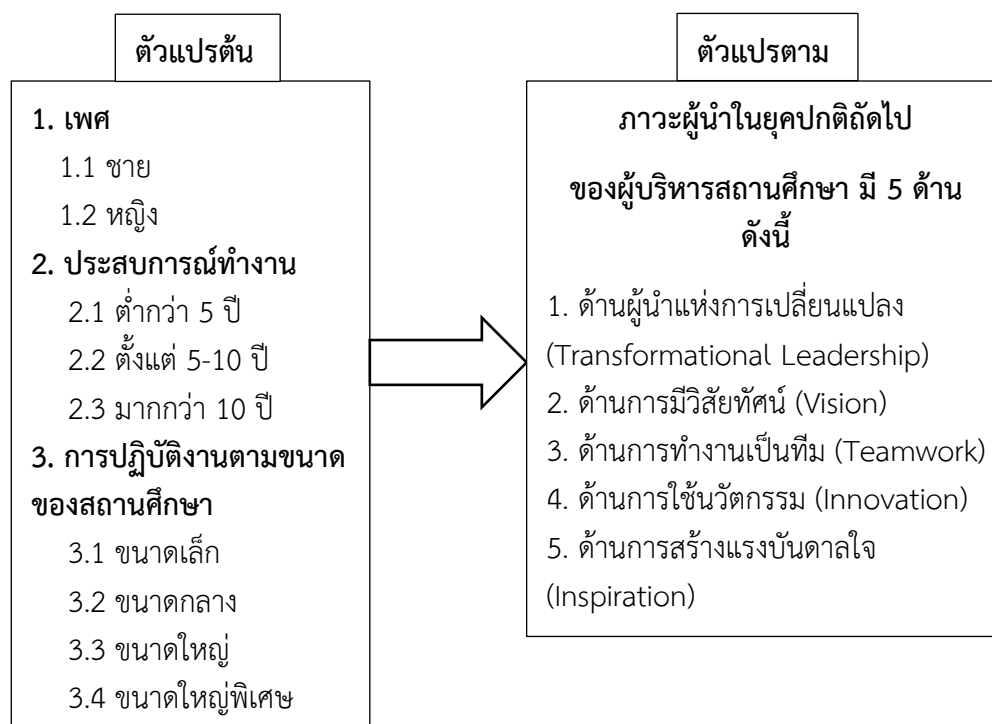 ตัวแปรต้น
1. เพศ
1.1 ชาย
1.2 หญิง
2. ประสบการณ์ทำงาน
2.1 ต่ำกว่า 5 ปี
2.2 ตั้งแต่ 5-10 ปี
2.3 มากกว่า 10 ปี
3. การปฏิบัติงานตามขนาด
ของสถานศึกษา
3.1 ขนาดเล็ก
3.2 ขนาดกลาง
3.3 ขนาดใหญ่
3.4 ขนาดใหญ่พิเศษ
ตัวแปรตาม
ภาวะผู้นำในยุคปกติถัดไป
ของผู้บริหารสถานศึกษา มี 5 ด้าน
ดังนี้
1. ด้านผู้นำแห่งการเปลี่ยนแปลง
(Transformational Leadership)
2. ด้านการมีวิสัยทัศน์ (Vision)
3. ด้านการทำงานเป็นทีม (Teamwork)
4. ด้านการใช้นวัตกรรม (Innovation)
5. ด้านการสร้างแรงบันดาลใจ
(Inspiration)